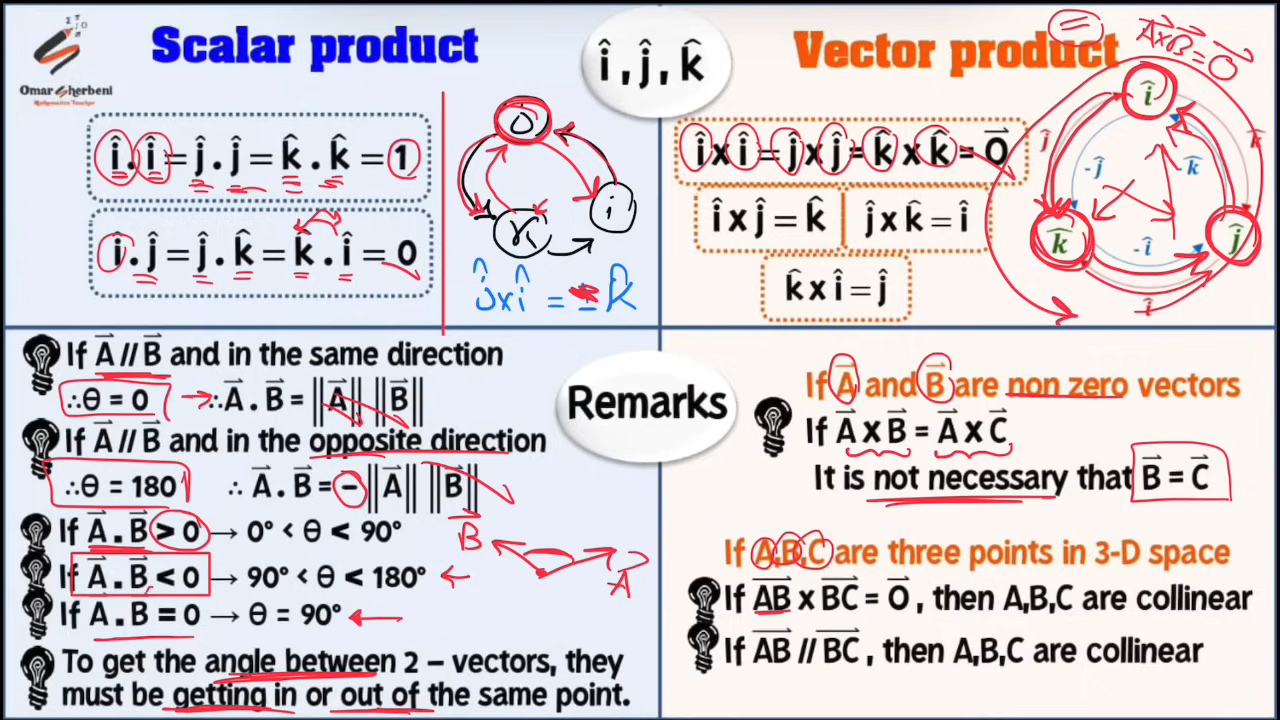 Scalar product
î , ĵ , k̂
Vector product
=
A⃗xB⃗ = 0⃗
Omar Sherbeni
Mathematics Teacher
î . î = ĵ . ĵ = k̂ . k̂ = 1
î . ĵ = ĵ . k̂ = k̂ . î = 0
ĵ x î = - k̂
î x î = ĵ x ĵ = k̂ x k̂ = O⃗
î x ĵ = k̂
ĵ x k̂ = î
k̂ x î = ĵ
î
ĵ
k̂
-ĵ
-k̂
k̂
ĵ
-î
î
If A⃗ // B⃗ and in the same direction
∴θ = 0 → ∴A⃗ . B⃗ = ||A⃗|| ||B⃗||
If A⃗ // B⃗ and in the opposite direction
∴θ = 180 ∴ A⃗ . B⃗ = – ||A⃗|| ||B⃗||
If A⃗ . B⃗ > 0 → 0° < θ < 90°
If A⃗ . B⃗ < 0 → 90° < θ < 180°
If A . B = 0 → θ = 90°
To get the angle between 2 – vectors, they
must be getting in or out of the same point.
B⃗
A⃗
Remarks
If A⃗ and B⃗ are non zero vectors
If A⃗ x B⃗ = A⃗ x C⃗
It is not necessary that B⃗ = C⃗
If A,B,C are three points in 3-D space
If AB⃗ x BC⃗ = O⃗ , then A,B,C are collinear
If AB⃗ // BC⃗ , then A,B,C are collinear